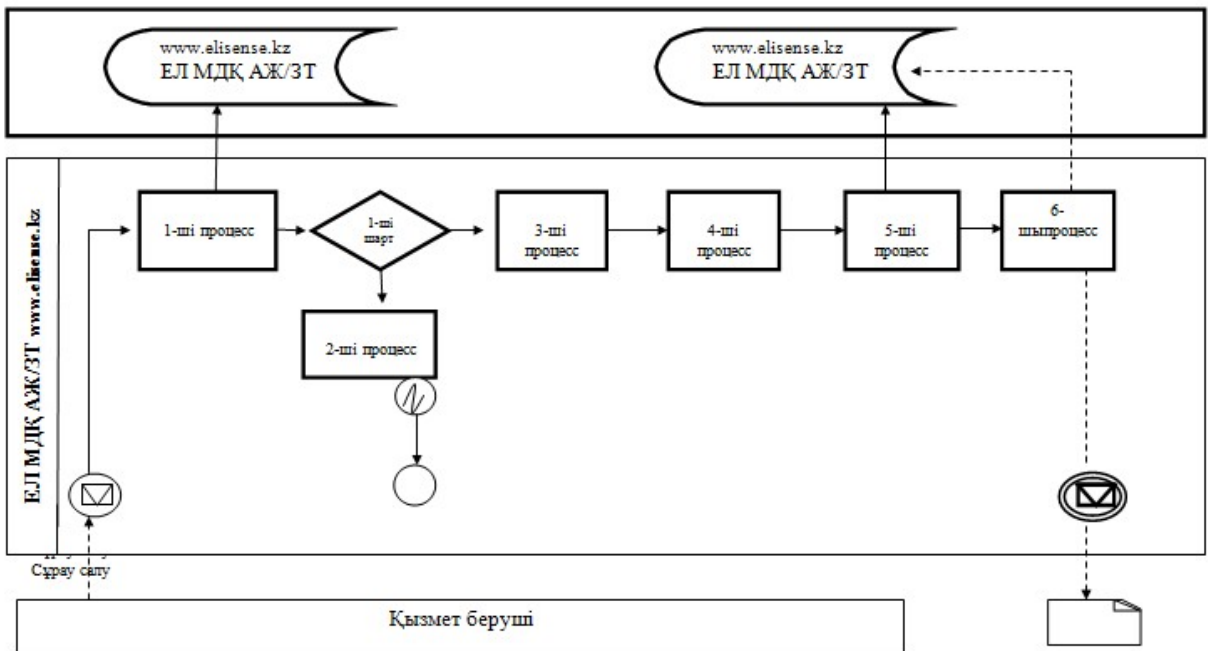 www.elisense.kz
ЕЛ МДҚ АЖ/ЗТ
www.elisense.kz
ЕЛ МДҚ АЖ/ЗТ
ЕЛ МДҚ АЖ/ЗТ www.elisense.kz
1-ші процесс
1-ші
шарт
3-ші
процесс
4-ші
процесс
5-ші
процесс
6-
шыпроцесс
2-ші процесс
Сұрау салу
Қызмет беруші